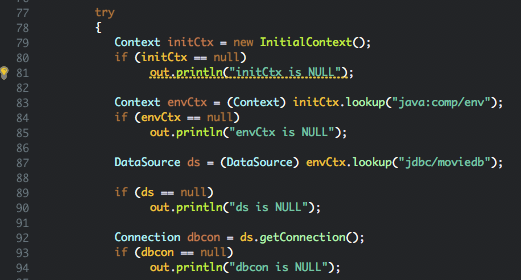 77 try
78 {
79 Context initCtx = new InitialContext();
80 if (initCtx == null)
81 out.println("initCtx is NULL");
82
83 Context envCtx = (Context) initCtx.lookup("java:comp/env");
84 if (envCtx == null)
85 out.println("envCtx is NULL");
86
87 DataSource ds = (DataSource) envCtx.lookup("jdbc/moviedb");
88
89 if (ds == null)
90 out.println("ds is NULL");
91
92 Connection dbcon = ds.getConnection();
93 if (dbcon == null)
94 out.println("dbcon is NULL");